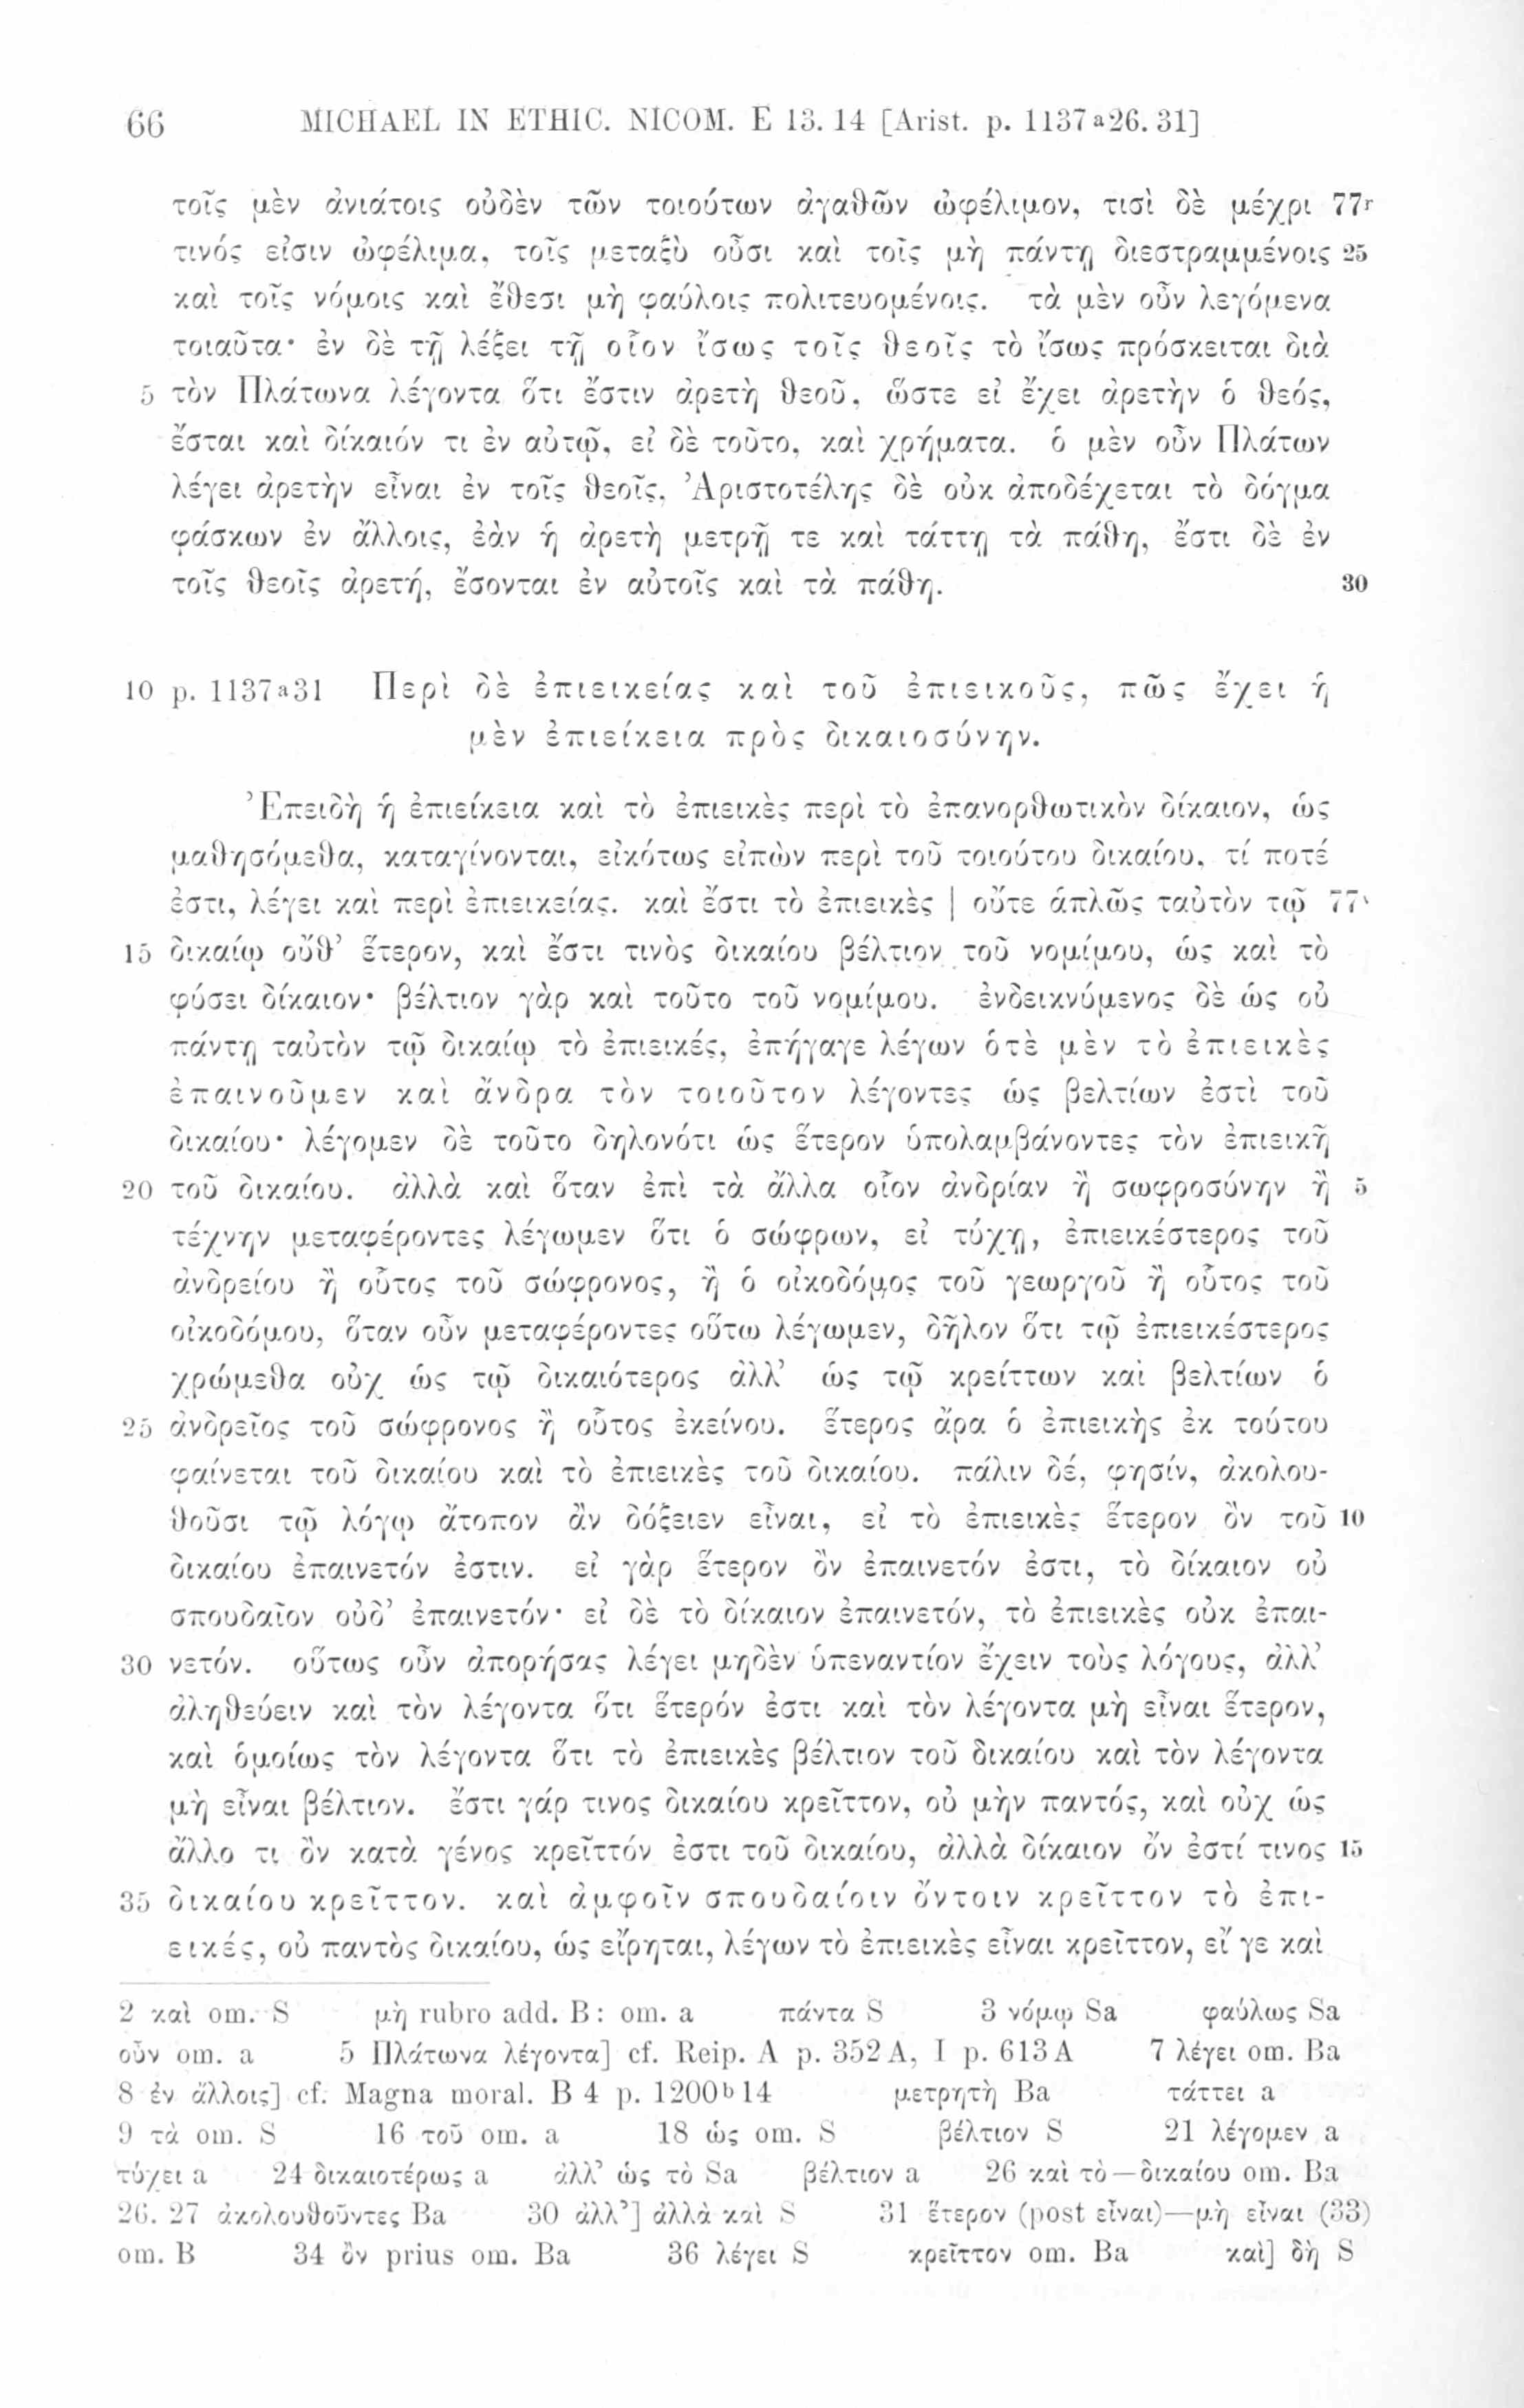 66 MICHAEL IN ETHIC. NICOM. E 13. 14 [Arist. p. 1137ᵃ26. 31]
τοῖς μὲν ἀνιάτοις οὐδὲν τῶν τοιούτων ἀγαθῶν ὠφέλιμον, τισὶ δὲ μέχρι 77ʳ
τινός εἰσιν ὠφέλιμα, τοῖς μεταξὺ οὖσι καὶ τοῖς μὴ πάντῃ διεστραμμένοις 25
καὶ τοῖς νόμοις καὶ ἔθεσι μὴ φαύλοις πολιτευομένοις. τὰ μὲν οὖν λεγόμενα
τοιαῦτα· ἐν δὲ τῇ λέξει τῇ οἷον ἴσως τοῖς θεοῖς τὸ ἴσως πρόσκειται διὰ
5 τὸν Πλάτωνα λέγοντα ὅτι ἔστιν ἀρετὴ θεοῦ, ὥστε εἰ ἔχει ἀρετὴν ὁ θεός,
ἔσται καὶ δίκαιόν τι ἐν αὐτῷ, εἰ δὲ τοῦτο, καὶ χρήματα. ὁ μὲν οὖν Πλάτων
λέγει ἀρετὴν εἶναι ἐν τοῖς θεοῖς, Ἀριστοτέλης δὲ οὐκ ἀποδέχεται τὸ δόγμα
φάσκων ἐν ἄλλοις, ἐὰν ἡ ἀρετὴ μετρῇ τε καὶ τάττῃ τὰ πάθη, ἔστι δὲ ἐν
τοῖς θεοῖς ἀρετή, ἔσονται ἐν αὐτοῖς καὶ τὰ πάθη. 30
10 p. 1137ᵃ31 Περὶ δὲ ἐπιεικείας καὶ τοῦ ἐπιεικοῦς, πῶς ἔχει ἡ
μὲν ἐπιείκεια πρὸς δικαιοσύνην.
Ἐπειδὴ ἡ ἐπιείκεια καὶ τὸ ἐπιεικὲς περὶ τὸ ἐπανορθωτικὸν δίκαιον, ὡς
μαθησόμεθα, καταγίνονται, εἰκότως εἰπὼν περὶ τοῦ τοιούτου δικαίου, τί ποτέ
ἐστι, λέγει καὶ περὶ ἐπιεικείας. καὶ ἔστι τὸ ἐπιεικὲς | οὔτε ἁπλῶς ταὐτὸν τῷ 77ᵛ
15 δικαίῳ οὔθ’ ἕτερον, καὶ ἔστι τινὸς δικαίου βέλτιον τοῦ νομίμου, ὡς καὶ τὸ
φύσει δίκαιον· βέλτιον γὰρ καὶ τοῦτο τοῦ νομίμου. ἐνδεικνύμενος δὲ ὡς οὐ
πάντῃ ταὐτὸν τῷ δικαίῳ τὸ ἐπιεικές, ἐπήγαγε λέγων ὁτὲ μὲν τὸ ἐπιεικὲς
ἐπαινοῦμεν καὶ ἄνδρα τὸν τοιοῦτον λέγοντες ὡς βελτίων ἐστὶ τοῦ
δικαίου· λέγομεν δὲ τοῦτο δηλονότι ὡς ἕτερον ὑπολαμβάνοντες τὸν ἐπιεικῆ
20 τοῦ δικαίου. ἀλλὰ καὶ ὅταν ἐπὶ τὰ ἄλλα οἷον ἀνδρίαν ἢ σωφροσύνην ἢ 5
τέχνην μεταφέροντες λέγωμεν ὅτι ὁ σώφρων, εἰ τύχῃ, ἐπιεικέστερος τοῦ
ἀνδρείου ἢ οὗτος τοῦ σώφρονος, ἢ ὁ οἰκοδόμος τοῦ γεωργοῦ ἢ οὗτος τοῦ
οἰκοδόμου, ὅταν οὖν μεταφέροντες οὕτω λέγωμεν, δῆλον ὅτι τῷ ἐπιεικέστερος
χρώμεθα οὐχ ὡς τῷ δικαιότερος ἀλλ’ ὡς τῷ κρείττων καὶ βελτίων ὁ
25 ἀνδρεῖος τοῦ σώφρονος ἢ οὗτος ἐκείνου. ἕτερος ἄρα ὁ ἐπιεικὴς ἐκ τούτου
φαίνεται τοῦ δικαίου καὶ τὸ ἐπιεικὲς τοῦ δικαίου. πάλιν δέ, φησίν, ἀκολου-
θοῦσι τῷ λόγῳ ἄτοπον ἂν δόξειεν εἶναι, εἰ τὸ ἐπιεικὲς ἕτερον ὂν τοῦ 10
δικαίου ἐπαινετόν ἐστιν. εἰ γὰρ ἕτερον ὂν ἐπαινετόν ἐστι, τὸ δίκαιον οὐ
σπουδαῖον οὐδ’ ἐπαινετόν· εἰ δὲ τὸ δίκαιον ἐπαινετόν, τὸ ἐπιεικὲς οὐκ ἐπαι-
30 νετόν. οὕτως οὖν ἀπορήσας λέγει μηδὲν ὑπεναντίον ἔχειν τοὺς λόγους, ἀλλ’
ἀληθεύειν καὶ τὸν λέγοντα ὅτι ἕτερόν ἐστι καὶ τὸν λέγοντα μὴ εἶναι ἕτερον,
καὶ ὁμοίως τὸν λέγοντα ὅτι τὸ ἐπιεικὲς βέλτιον τοῦ δικαίου καὶ τὸν λέγοντα
μὴ εἶναι βέλτιον. ἔστι γάρ τινος δικαίου κρεῖττον, οὐ μὴν παντός, καὶ οὐχ ὡς
ἄλλο τι ὂν κατὰ γένος κρεῖττόν ἐστι τοῦ δικαίου, ἀλλὰ δίκαιον ὄν ἐστί τινος 15
35 δικαίου κρεῖττον. καὶ ἀμφοῖν σπουδαίοιν ὄντοιν κρεῖττον τὸ ἐπι-
εικές, οὐ παντὸς δικαίου, ὡς εἴρηται, λέγων τὸ ἐπιεικὲς εἶναι κρεῖττον, εἴ γε καὶ
2 καὶ om. S μὴ rubro add. B: om. a πάντα S 3 νόμῳ Sa φαύλως Sa
οὖν om. a 5 Πλάτωνα λέγοντα] cf. Reip. A p. 352 A, I p. 613 A 7 λέγει om. Ba
8 ἐν ἄλλοις] cf. Magna moral. B 4 p. 1200ᵇ14 μετρητὴ Ba τάττει a
9 τὰ om. S 16 τοῦ om. a 18 ὡς om. S βέλτιον S 21 λέγομεν a
τύχει a 24 δικαιοτέρως a ἀλλ’ ὡς τὸ Sa βέλτιον a 26 καὶ τὸ—δικαίου om. Ba
26. 27 ἀκολουθοῦντες Ba 30 ἀλλ’] ἀλλὰ καὶ S 31 ἕτερον (post εἶναι)—μὴ εἶναι (33)
om. B 34 ὂν prius om. Ba 36 λέγει S κρεῖττον om. Ba καὶ] δὴ S